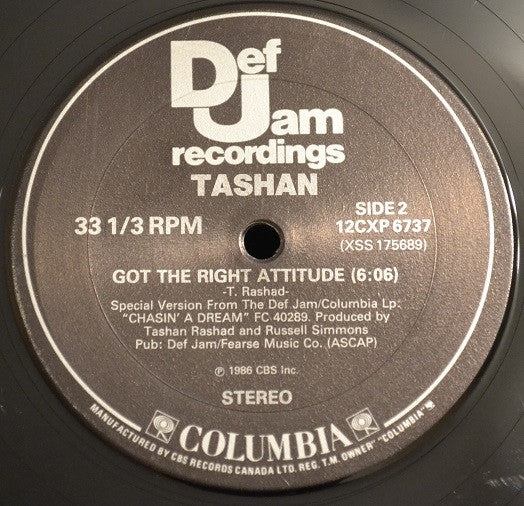 Def
Jam
recordings
TASHAN
33 1/3 RPM
SIDE 2
12CXP 6737
(XSS 175689)
GOT THE RIGHT ATTITUDE (6:06)
-T. Rashad-
Special Version From The Def Jam/Columbia Lp:
"CHASIN' A DREAM" FC 40289. Produced by
Tashan Rashad and Russell Simmons
Pub: Def Jam/Fearse Music Co. (ASCAP)
℗ 1986 CBS Inc.
STEREO
COLUMBIA
MANUFACTURED BY CBS RECORDS CANADA LTD. REG. T.M. OWNER "COLUMBIA"